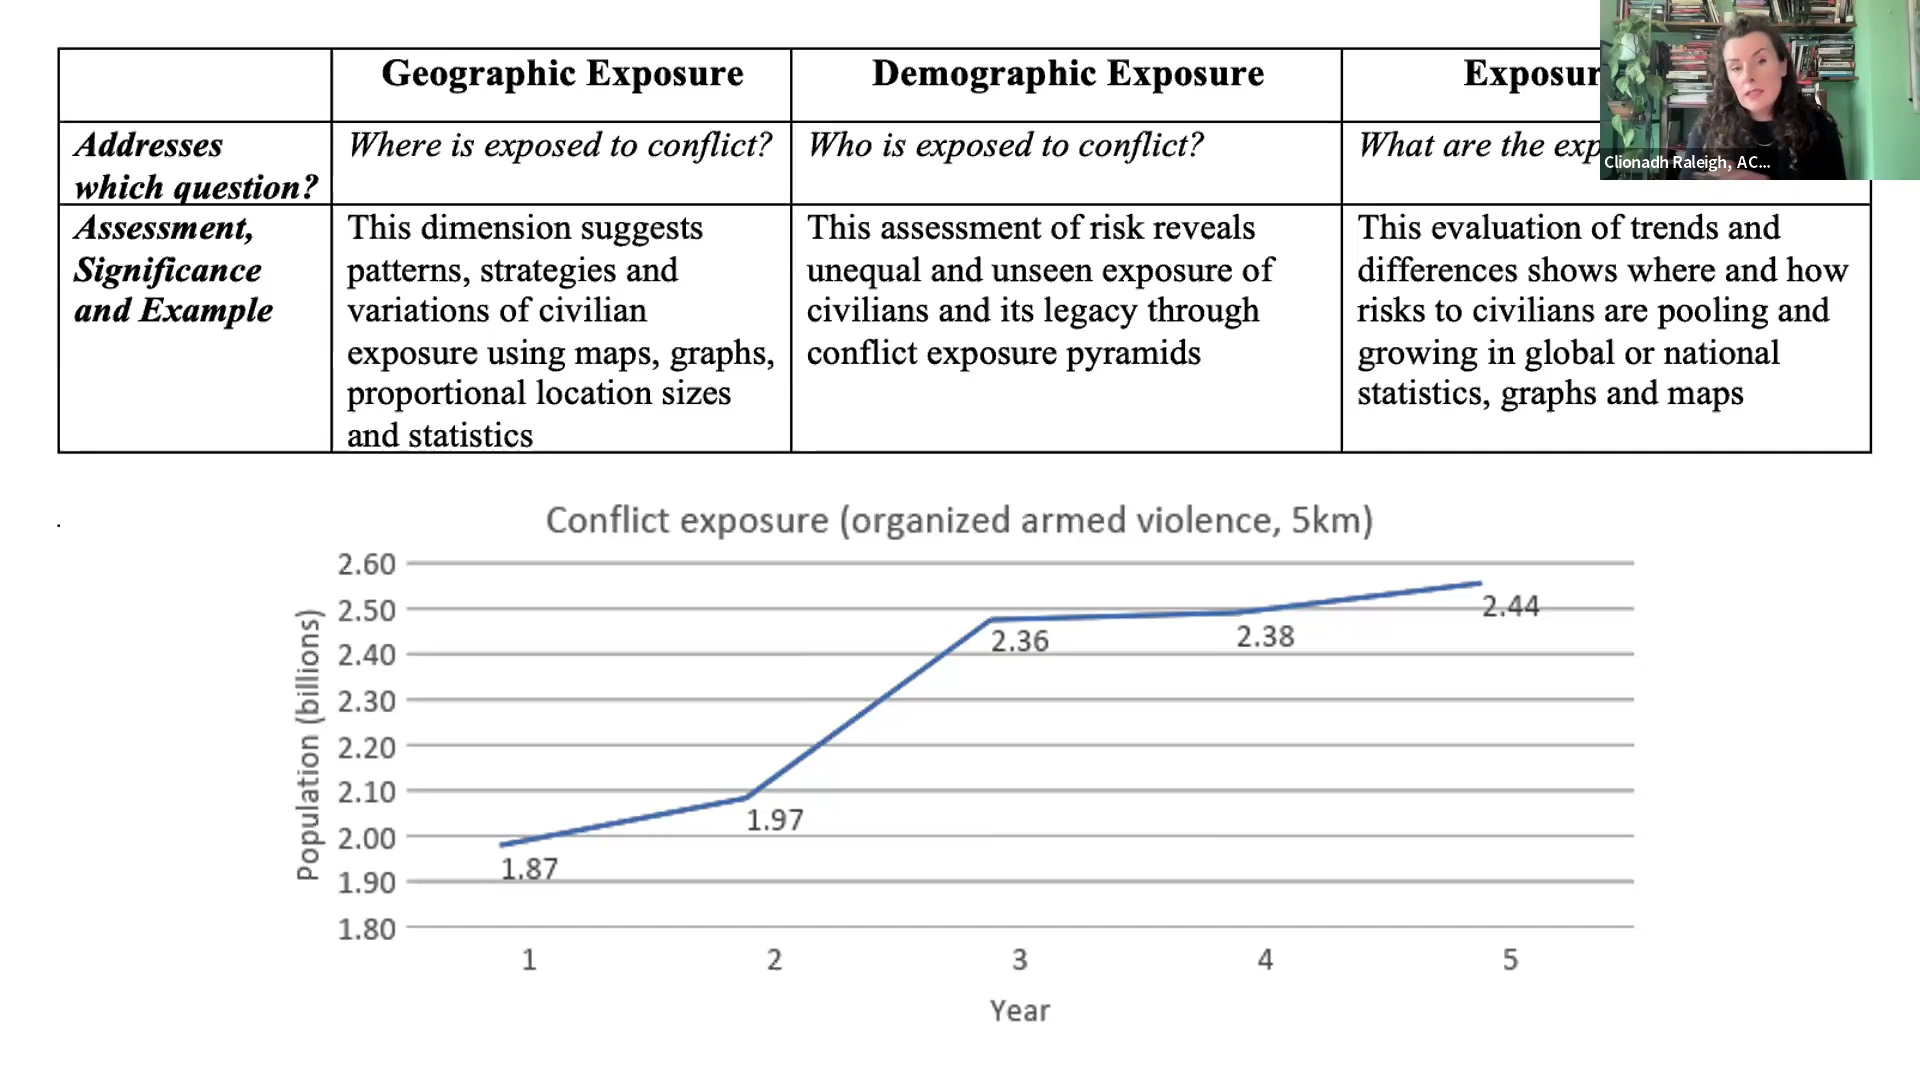 Geographic Exposure
Demographic Exposure
Addresses
which question?
Where is exposed to conflict?
Who is exposed to conflict?
What are the
Clionadh Raleigh, AC...
Assessment,
Significance
and Example
This dimension suggests
patterns, strategies and
variations of civilian
exposure using maps, graphs,
proportional location sizes
and statistics
This assessment of risk reveals
unequal and unseen exposure of
civilians and its legacy through
conflict exposure pyramids
This evaluation of trends and
differences shows where and how
risks to civilians are pooling and
growing in global or national
statistics, graphs and maps
Conflict exposure (organized armed violence, 5km)
Population (billions)
2.60
2.50
2.40
2.30
2.20
2.10
2.00
1.90
1.80
1.87
1.97
2.36
2.38
2.44
1 2 3 4 5
Year